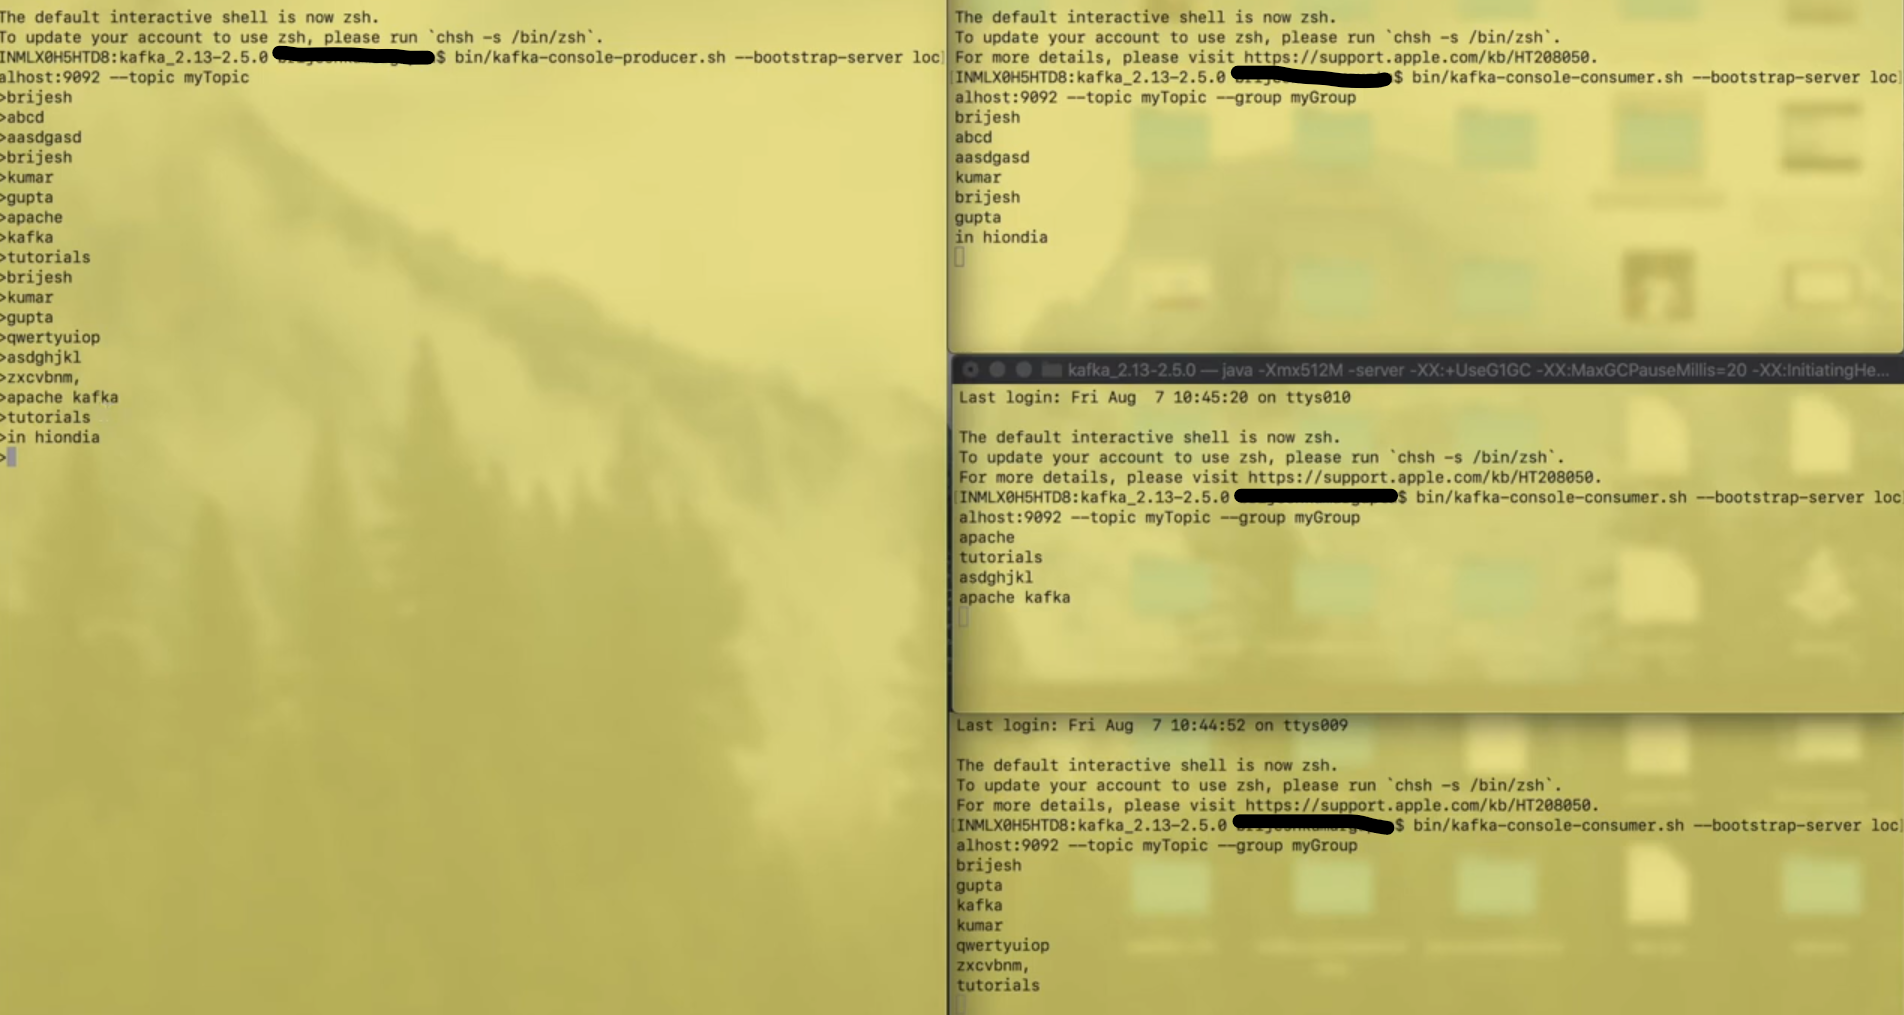 The default interactive shell is now zsh.
To update your account to use zsh, please run `chsh -s /bin/zsh`.
INMLX0H5HTD8:kafka_2.13-2.5.0 $ bin/kafka-console-producer.sh --bootstrap-server loc
alhost:9092 --topic myTopic
>brijesh
>abcd
>aasdgasd
>brijesh
>kumar
>gupta
>apache
>kafka
>tutorials
>brijesh
>kumar
>gupta
>qwertyuiop
>asdghjkl
>zxcvbnm,
>apache kafka
>tutorials
>in hiondia
>
The default interactive shell is now zsh.
To update your account to use zsh, please run `chsh -s /bin/zsh`.
For more details, please visit https://support.apple.com/kb/HT208050.
[INMLX0H5HTD8:kafka_2.13-2.5.0 $ bin/kafka-console-consumer.sh --bootstrap-server loc]
alhost:9092 --topic myTopic --group myGroup
brijesh
abcd
aasdgasd
kumar
brijesh
gupta
in hiondia
kafka_2.13-2.5.0 — java -Xmx512M -server -XX:+UseG1GC -XX:MaxGCPauseMillis=20 -XX:InitiatingHe...
Last login: Fri Aug  7 10:45:20 on ttys010
The default interactive shell is now zsh.
To update your account to use zsh, please run `chsh -s /bin/zsh`.
For more details, please visit https://support.apple.com/kb/HT208050.
[INMLX0H5HTD8:kafka_2.13-2.5.0 $ bin/kafka-console-consumer.sh --bootstrap-server loc
alhost:9092 --topic myTopic --group myGroup
apache
tutorials
asdghjkl
apache kafka
Last login: Fri Aug  7 10:44:52 on ttys009
The default interactive shell is now zsh.
To update your account to use zsh, please run `chsh -s /bin/zsh`.
For more details, please visit https://support.apple.com/kb/HT208050.
[INMLX0H5HTD8:kafka_2.13-2.5.0 $ bin/kafka-console-consumer.sh --bootstrap-server loc]
alhost:9092 --topic myTopic --group myGroup
brijesh
gupta
kafka
kumar
qwertyuiop
zxcvbnm,
tutorials